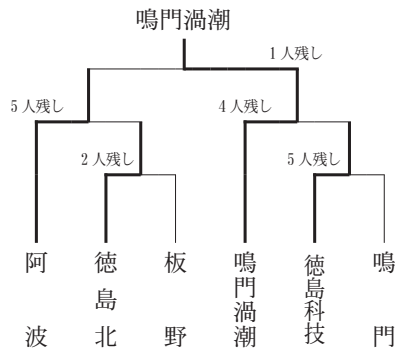 鳴門渦潮
1人残し
5人残し
4人残し
2人残し
5人残し
阿波
徳島北
板野
鳴門渦潮
徳島科技
鳴門